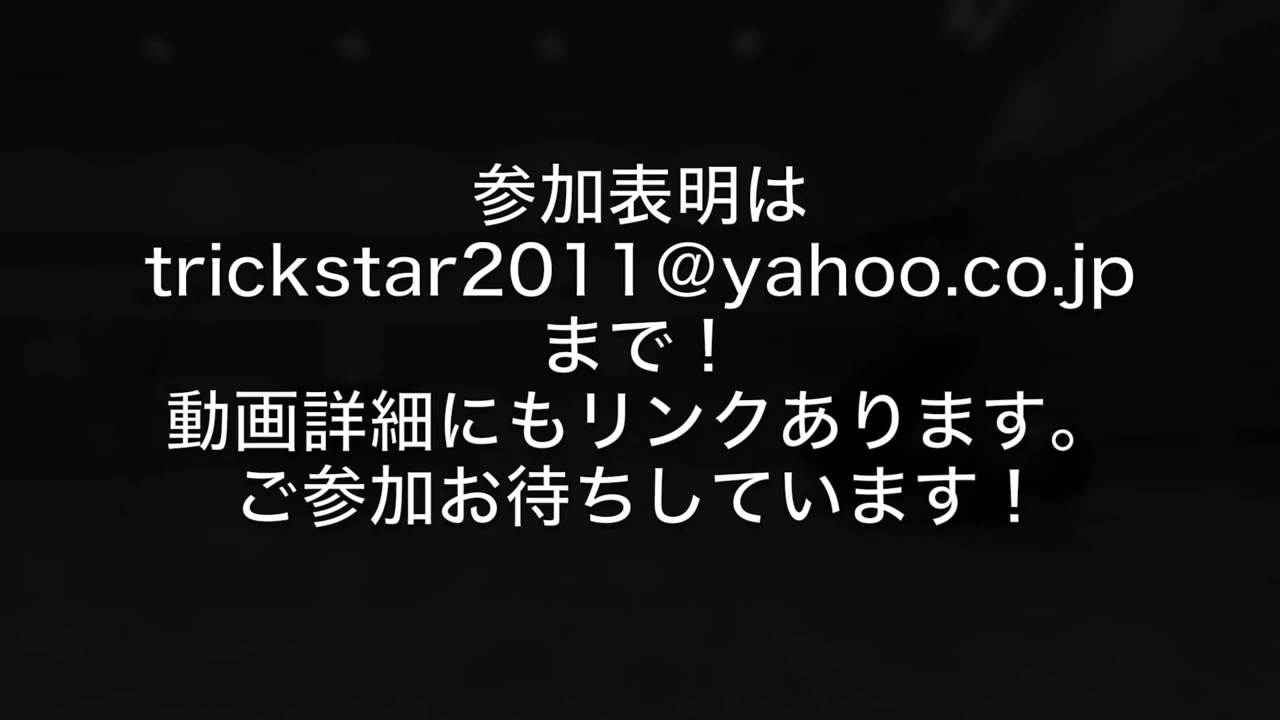 参加表明は
trickstar2011@yahoo.co.jp
まで！
動画詳細にもリンクあります。
ご参加お待ちしています！